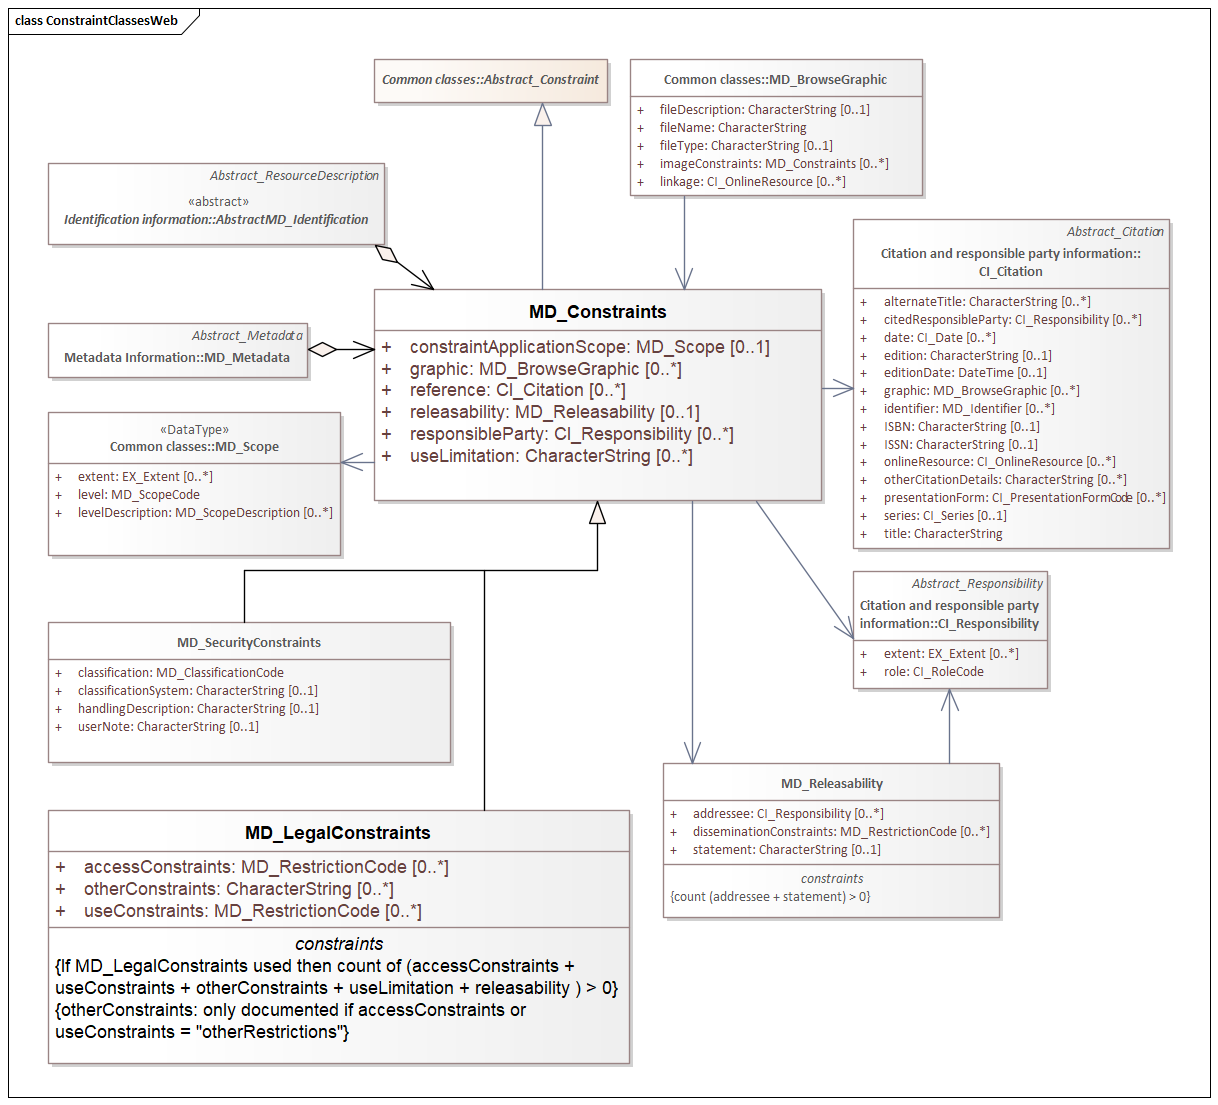 class ConstraintClassesWeb
Common classes::Abstract_Constraint
Common classes::MD_BrowseGraphic
+ fileDescription: CharacterString [0..1]
+ fileName: CharacterString
+ fileType: CharacterString [0..1]
+ imageConstraints: MD_Constraints [0..*]
+ linkage: CI_OnlineResource [0..*]
Abstract_ResourceDescription
«abstract»
Identification information::AbstractMD_Identification
Abstract_Citation
Citation and responsible party information::
CI_Citation
+ alternateTitle: CharacterString [0..*]
+ citedResponsibleParty: CI_Responsibility [0..*]
+ date: CI_Date [0..*]
+ edition: CharacterString [0..1]
+ editionDate: DateTime [0..1]
+ graphic: MD_BrowseGraphic [0..*]
+ identifier: MD_Identifier [0..*]
+ ISBN: CharacterString [0..1]
+ ISSN: CharacterString [0..1]
+ onlineResource: CI_OnlineResource [0..*]
+ otherCitationDetails: CharacterString [0..*]
+ presentationForm: CI_PresentationFormCode [0..*]
+ series: CI_Series [0..1]
+ title: CharacterString
MD_Constraints
+ constraintApplicationScope: MD_Scope [0..1]
+ graphic: MD_BrowseGraphic [0..*]
+ reference: CI_Citation [0..*]
+ releasability: MD_Releasability [0..1]
+ responsibleParty: CI_Responsibility [0..*]
+ useLimitation: CharacterString [0..*]
Abstract_Metadata
Metadata Information::MD_Metadata
«DataType»
Common classes::MD_Scope
+ extent: EX_Extent [0..*]
+ level: MD_ScopeCode
+ levelDescription: MD_ScopeDescription [0..*]
Abstract_Responsibility
Citation and responsible party
information::CI_Responsibility
+ extent: EX_Extent [0..*]
+ role: CI_RoleCode
MD_SecurityConstraints
+ classification: MD_ClassificationCode
+ classificationSystem: CharacterString [0..1]
+ handlingDescription: CharacterString [0..1]
+ userNote: CharacterString [0..1]
MD_Releasability
+ addressee: CI_Responsibility [0..*]
+ disseminationConstraints: MD_RestrictionCode [0..*]
+ statement: CharacterString [0..1]
constraints
{count (addressee + statement) > 0}
MD_LegalConstraints
+ accessConstraints: MD_RestrictionCode [0..*]
+ otherConstraints: CharacterString [0..*]
+ useConstraints: MD_RestrictionCode [0..*]
constraints
{If MD_LegalConstraints used then count of (accessConstraints +
useConstraints + otherConstraints + useLimitation + releasability ) > 0}
{otherConstraints: only documented if accessConstraints or
useConstraints = "otherRestrictions"}